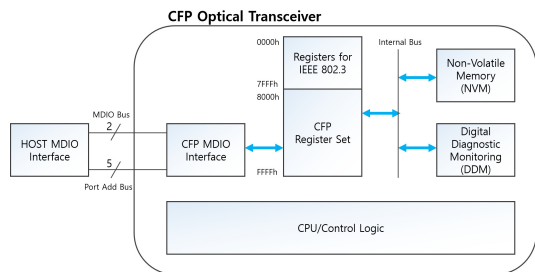 CFP Optical Transceiver
0000h
Registers for
IEEE 802.3
7FFFh
8000h
CFP
Register Set
FFFFh
Internal Bus
Non-Volatile
Memory
(NVM)
Digital
Diagnostic
Monitoring
(DDM)
MDIO Bus
2
HOST MDIO
Interface
5
Port Add Bus
CFP MDIO
Interface
CPU/Control Logic